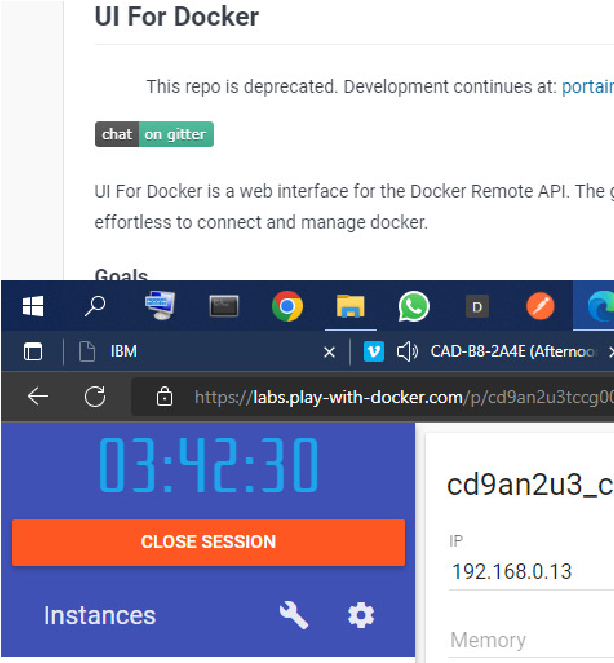 UI For Docker
This repo is deprecated. Development continues at:
chat on gitter
UI For Docker is a web interface for the Docker Remote API. The
effortless to connect and manage docker.
Goals
D
IBM
CAD-B8-2A4E (Afternoo
https://labs.play-with-docker.com/p/cd9an2u3tccg00
03:42:30
CLOSE SESSION
Instances
cd9an2u3_c
IP
192.168.0.13
Memory